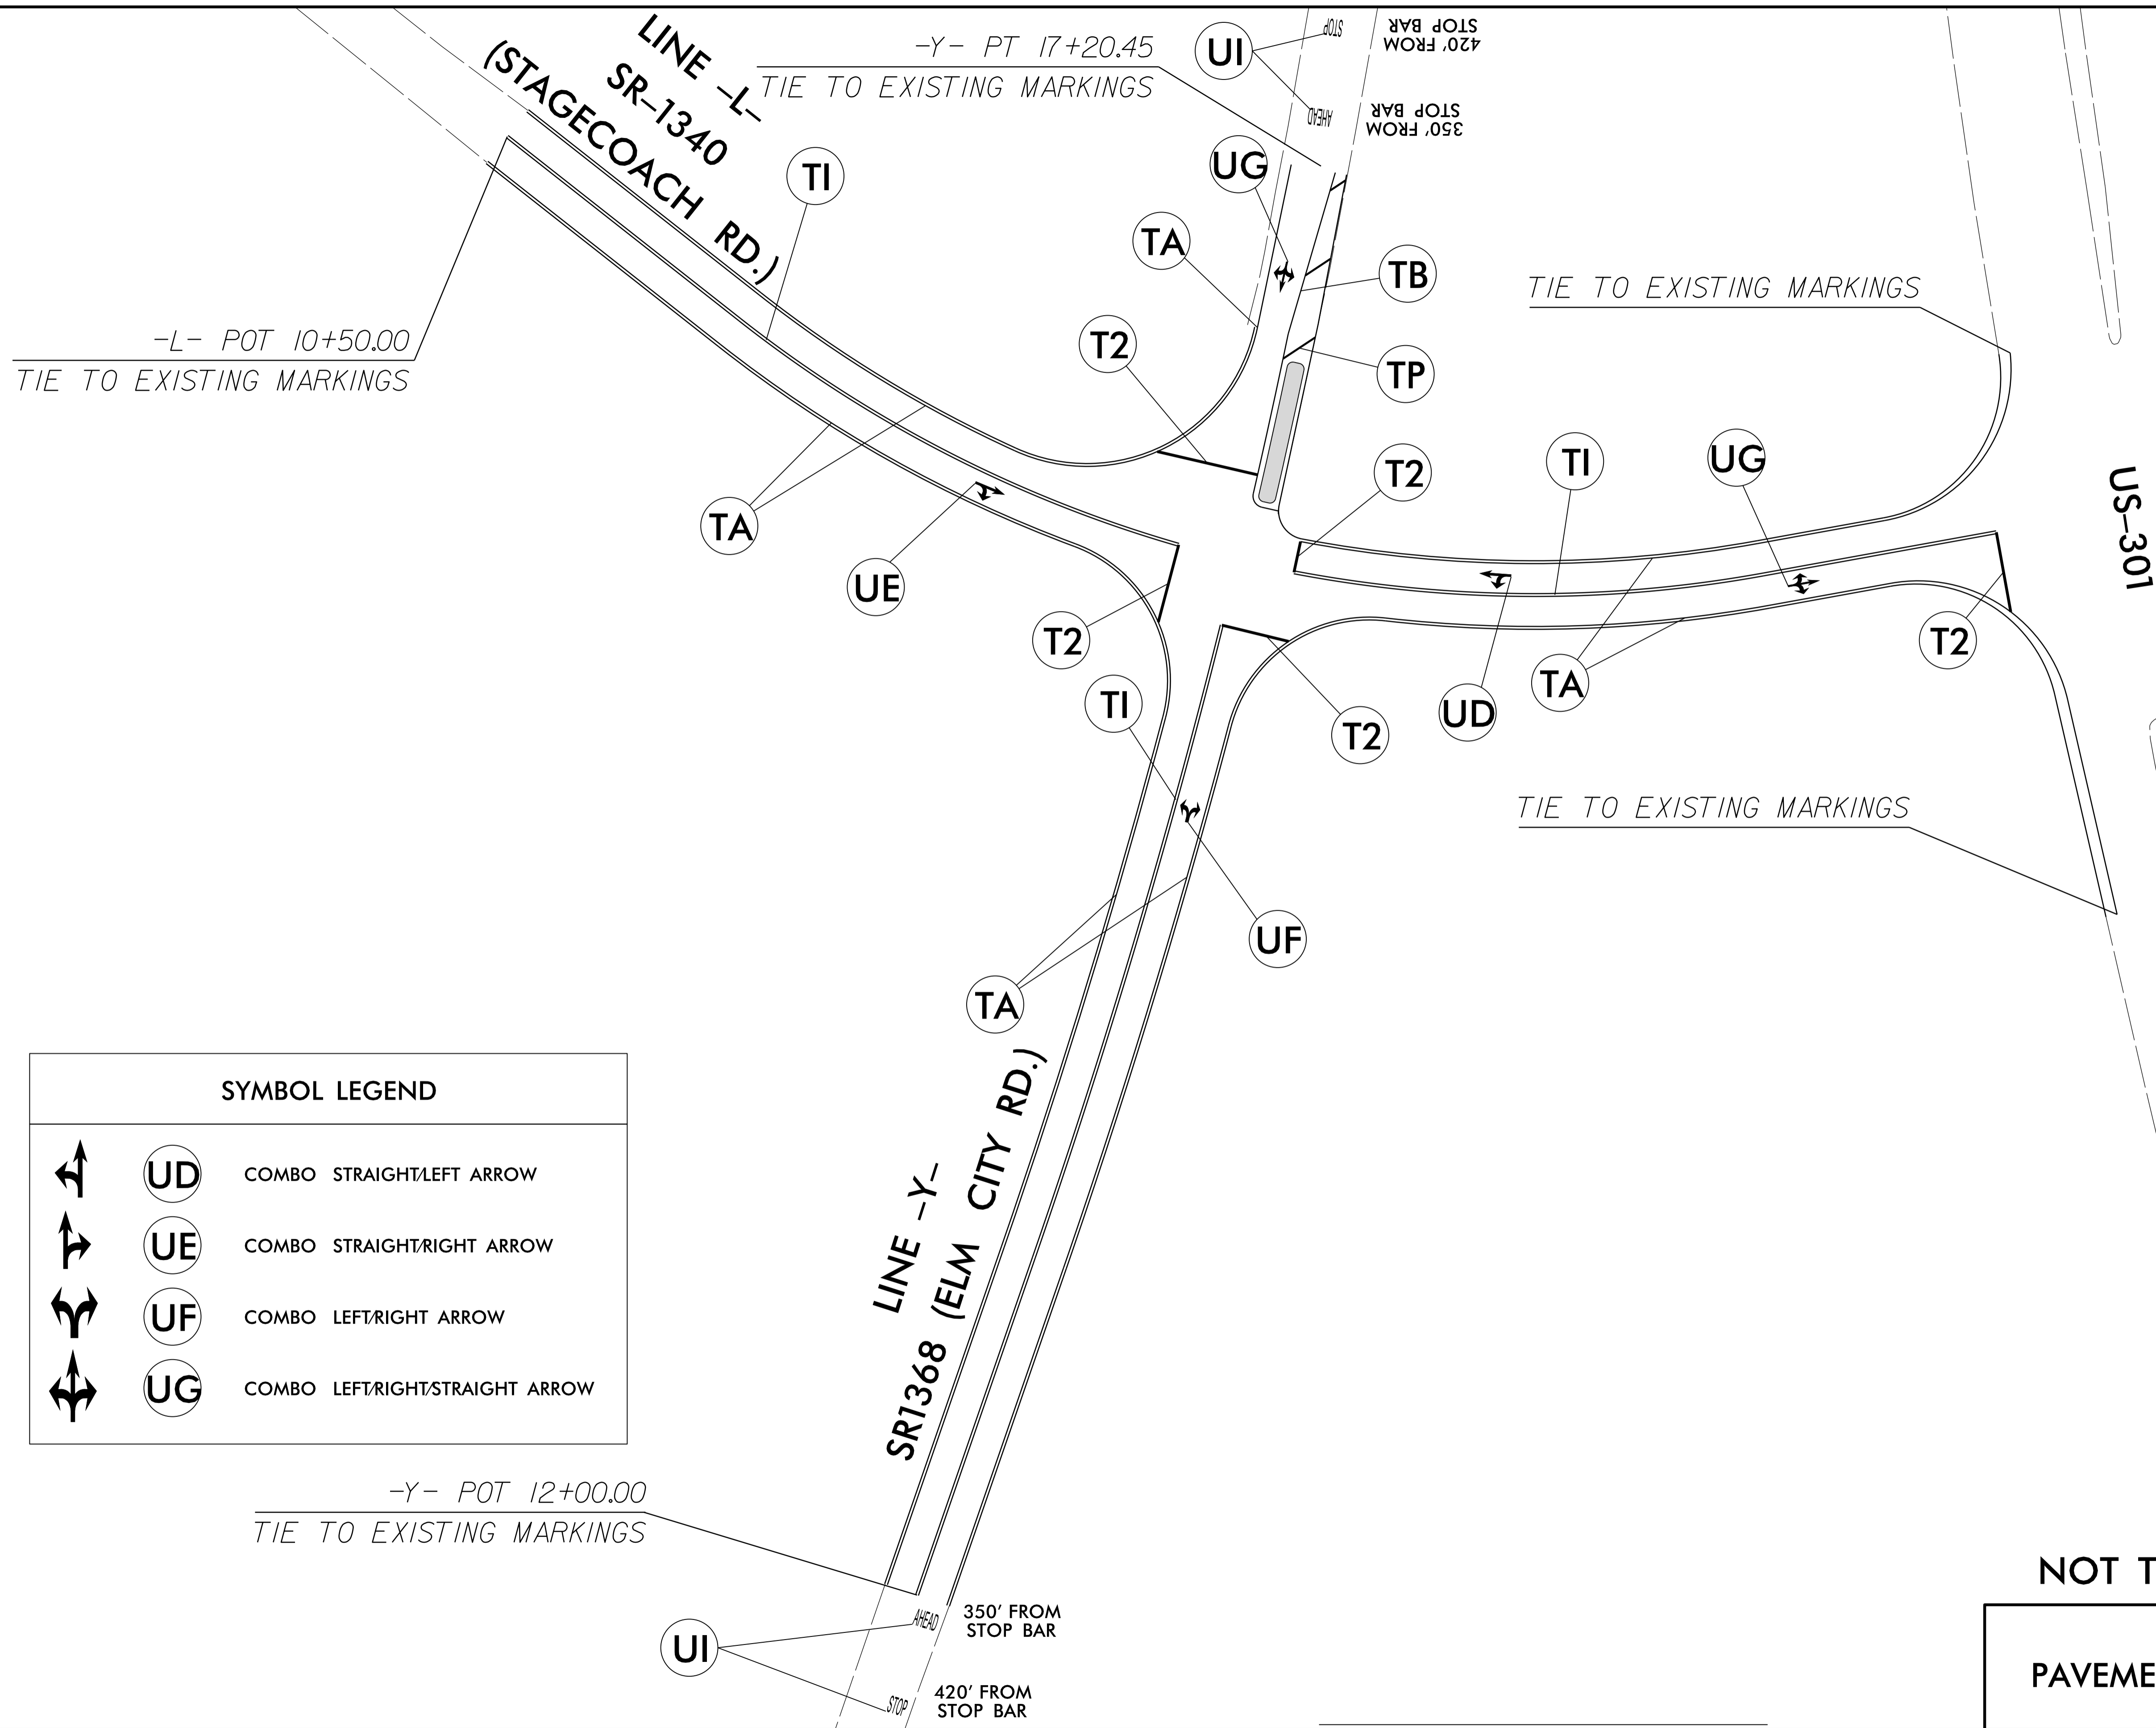 LINE -L-
SR-1340
(STAGECOACH RD.)
-Y- PT 17+20.45
TIE TO EXISTING MARKINGS
UI
STOP
420' FROM
STOP BAR
AHEAD
350' FROM
STOP BAR
TI
UG
TA
TB
TIE TO EXISTING MARKINGS
-L- POT 10+50.00
TIE TO EXISTING MARKINGS
T2
TP
T2
TI
UG
US-301
TA
UE
T2
TI
T2
UD
TA
T2
TIE TO EXISTING MARKINGS
UF
TA
SYMBOL LEGEND
UD COMBO STRAIGHT/LEFT ARROW
UE COMBO STRAIGHT/RIGHT ARROW
UF COMBO LEFT/RIGHT ARROW
UG COMBO LEFT/RIGHT/STRAIGHT ARROW
LINE -Y-
SR1368 (ELM CITY RD.)
-Y- POT 12+00.00
TIE TO EXISTING MARKINGS
AHEAD
350' FROM
STOP BAR
UI
STOP
420' FROM
STOP BAR
NOT T
PAVEME